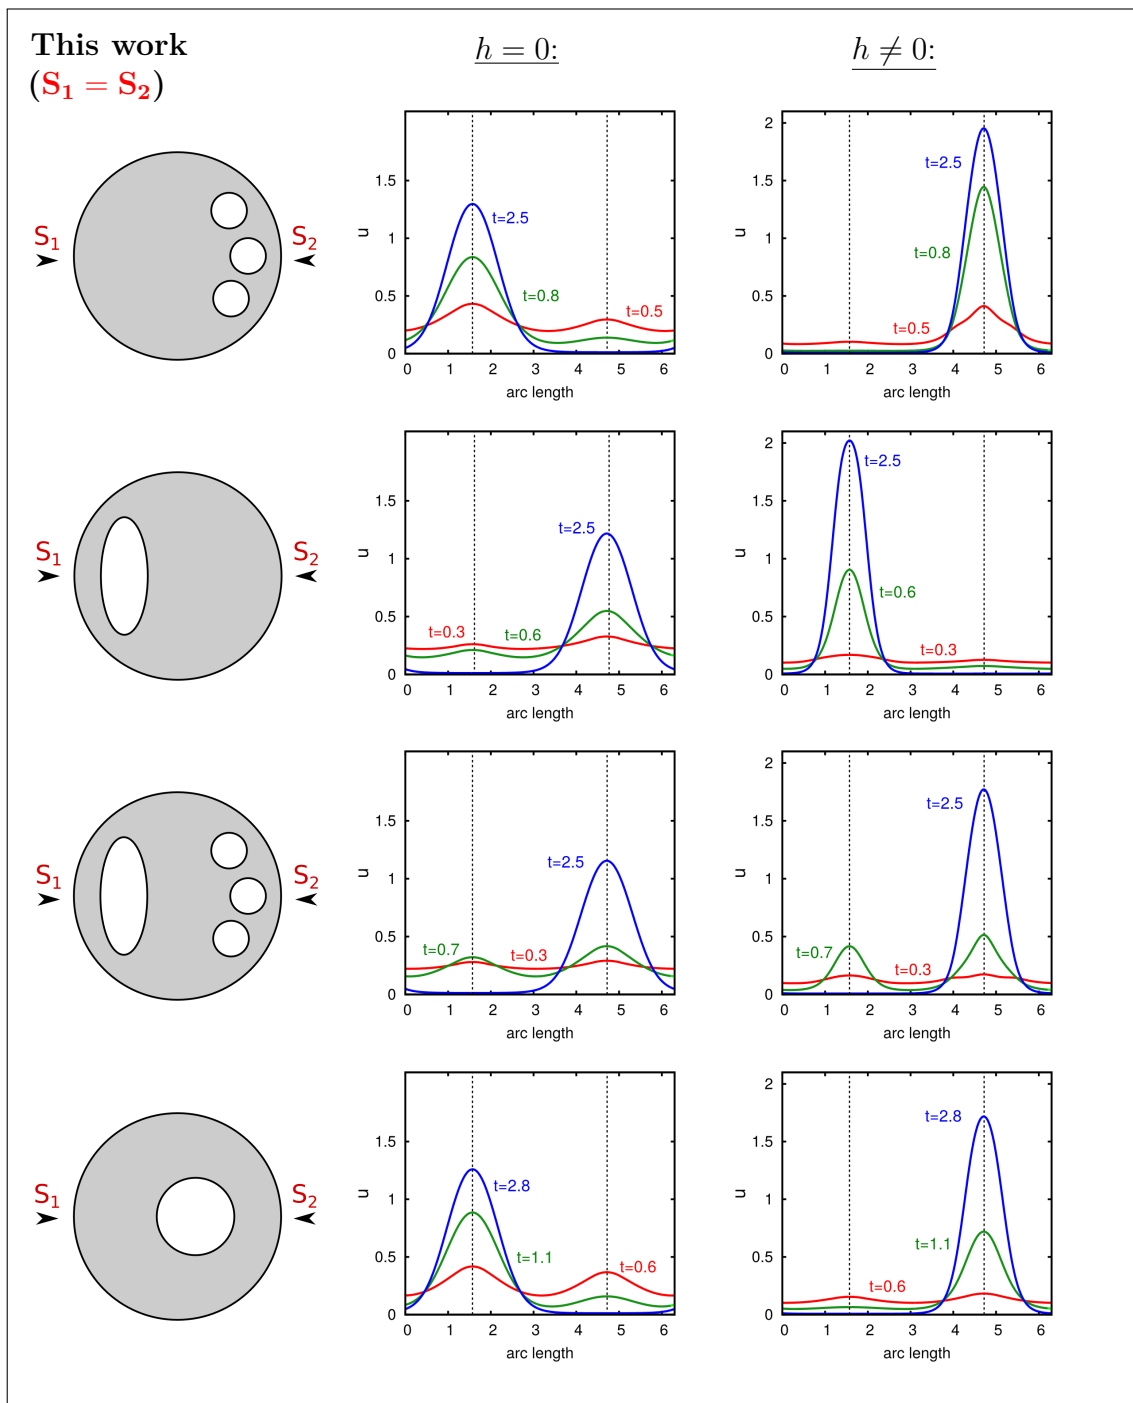 This work
(S₁ = S₂)
h = 0:
h ≠ 0:
S₁
S₂
u
1.5
1
0.5
0
t=2.5
t=0.8
t=0.5
0 1 2 3 4 5 6
arc length
u
2
1.5
1
0.5
0
t=2.5
t=0.8
t=0.5
0 1 2 3 4 5 6
arc length
S₁
S₂
u
1.5
1
0.5
0
t=2.5
t=0.3
t=0.6
0 1 2 3 4 5 6
arc length
u
2
1.5
1
0.5
0
t=2.5
t=0.6
t=0.3
0 1 2 3 4 5 6
arc length
S₁
S₂
u
1.5
1
0.5
0
t=2.5
t=0.7
t=0.3
0 1 2 3 4 5 6
arc length
u
2
1.5
1
0.5
0
t=2.5
t=0.7
t=0.3
0 1 2 3 4 5 6
arc length
S₁
S₂
u
1.5
1
0.5
0
t=2.8
t=1.1
t=0.6
0 1 2 3 4 5 6
arc length
u
2
1.5
1
0.5
0
t=2.8
t=1.1
t=0.6
0 1 2 3 4 5 6
arc length